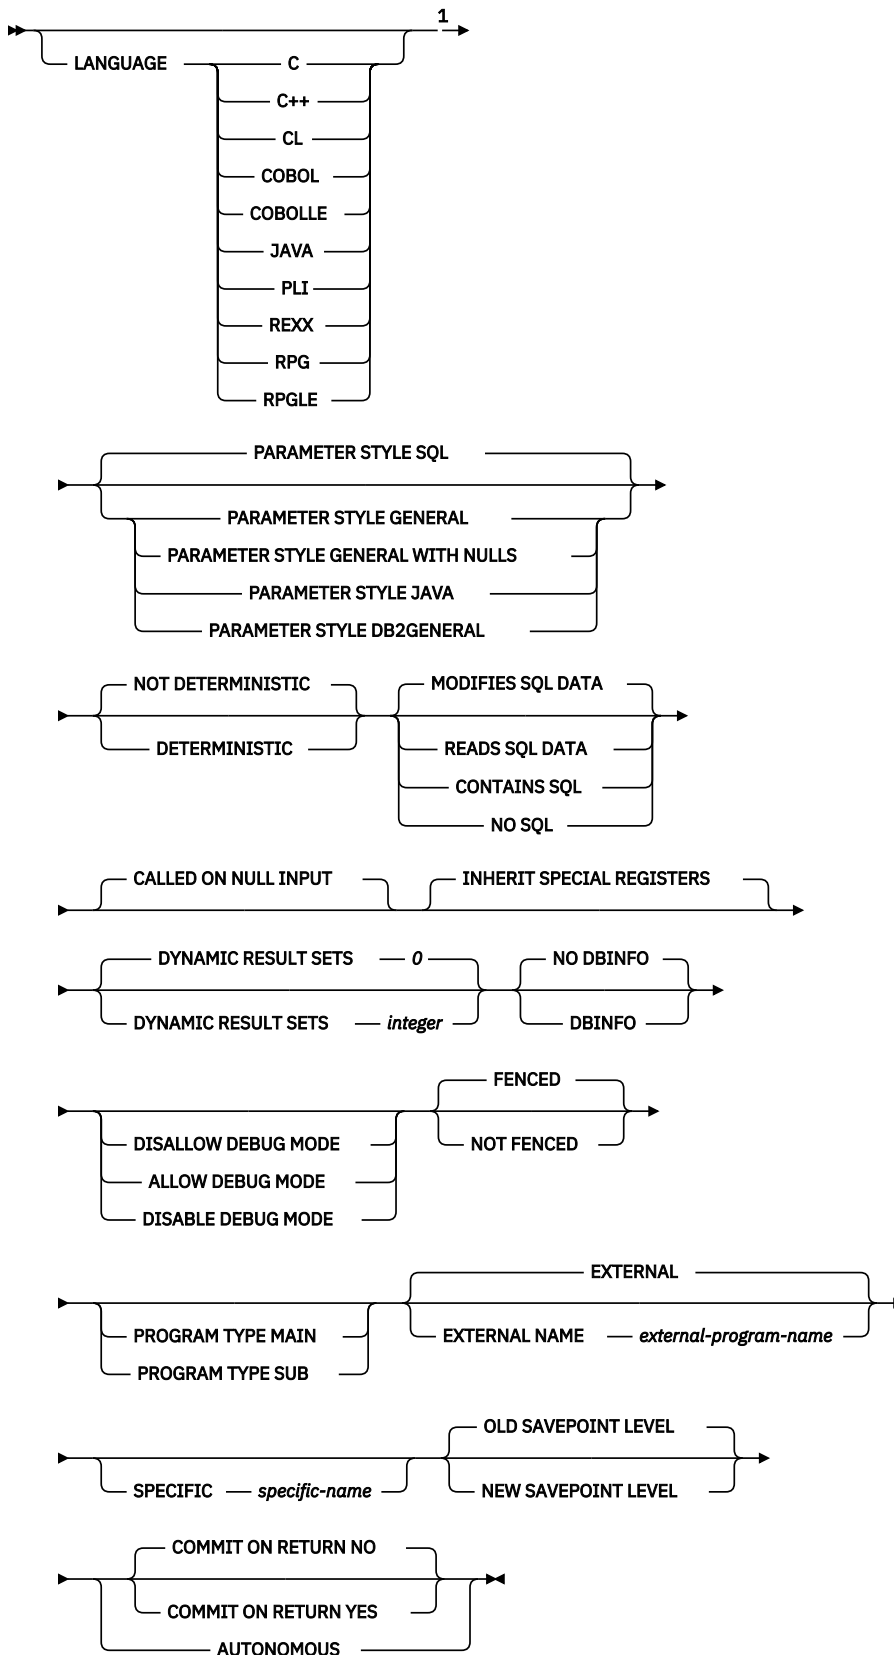 1
LANGUAGE C
C++
CL
COBOL
COBOLLE
JAVA
PLI
REXX
RPG
RPGLE
PARAMETER STYLE SQL
PARAMETER STYLE GENERAL
PARAMETER STYLE GENERAL WITH NULLS
PARAMETER STYLE JAVA
PARAMETER STYLE DB2GENERAL
NOT DETERMINISTIC MODIFIES SQL DATA
DETERMINISTIC READS SQL DATA
CONTAINS SQL
NO SQL
CALLED ON NULL INPUT INHERIT SPECIAL REGISTERS
DYNAMIC RESULT SETS 0 NO DBINFO
DYNAMIC RESULT SETS integer DBINFO
FENCED
DISALLOW DEBUG MODE NOT FENCED
ALLOW DEBUG MODE
DISABLE DEBUG MODE
EXTERNAL
PROGRAM TYPE MAIN EXTERNAL NAME external-program-name
PROGRAM TYPE SUB
OLD SAVEPOINT LEVEL
SPECIFIC specific-name NEW SAVEPOINT LEVEL
COMMIT ON RETURN NO
COMMIT ON RETURN YES
AUTONOMOUS